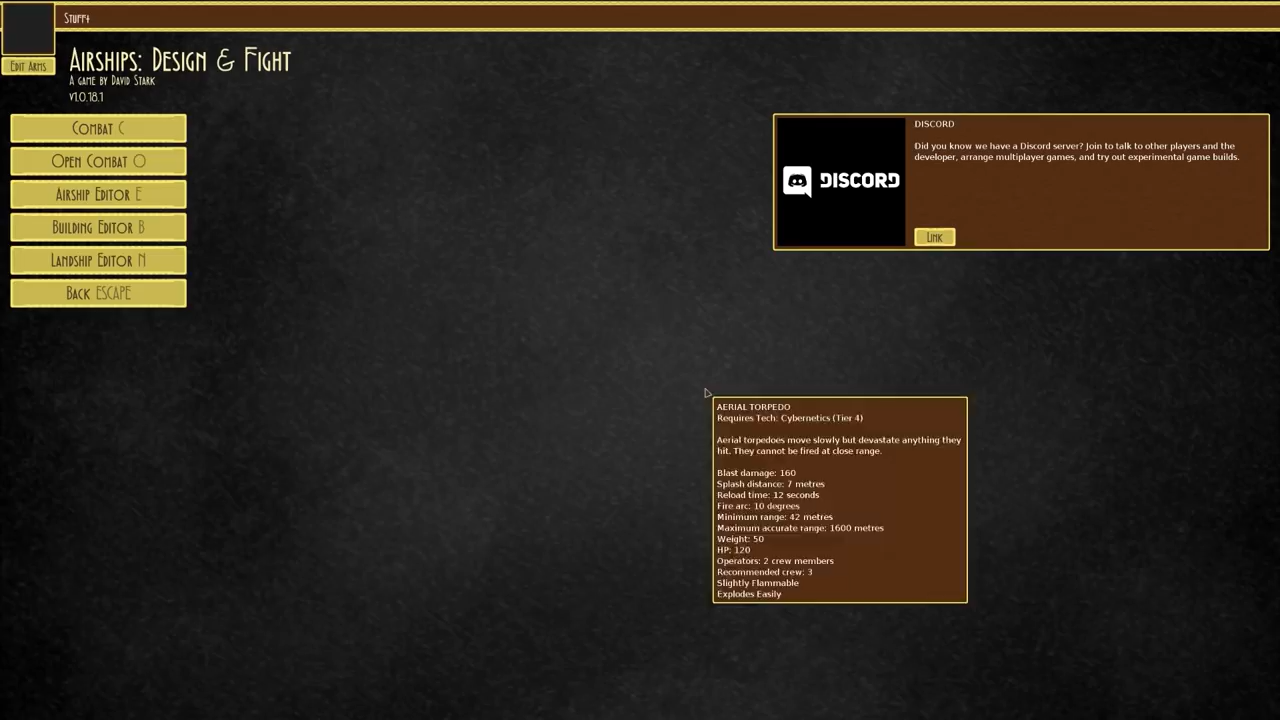 Stuff+
Edit Arms
Airships: Design & Fight
A game by David Stark
v1.0.18.1
Combat C
Open Combat O
Airship Editor E
Building Editor B
Landship Editor N
Back ESCAPE
DISCORD
DISCORD
Did you know we have a Discord server? Join to talk to other players and the
developer, arrange multiplayer games, and try out experimental game builds.
Link
AERIAL TORPEDO
Requires Tech: Cybernetics (Tier 4)
Aerial torpedoes move slowly but devastate anything they
hit. They cannot be fired at close range.
Blast damage: 160
Splash distance: 7 metres
Reload time: 12 seconds
Fire arc: 10 degrees
Minimum range: 42 metres
Maximum accurate range: 1600 metres
Weight: 50
HP: 120
Operators: 2 crew members
Recommended crew: 3
Slightly Flammable
Explodes Easily